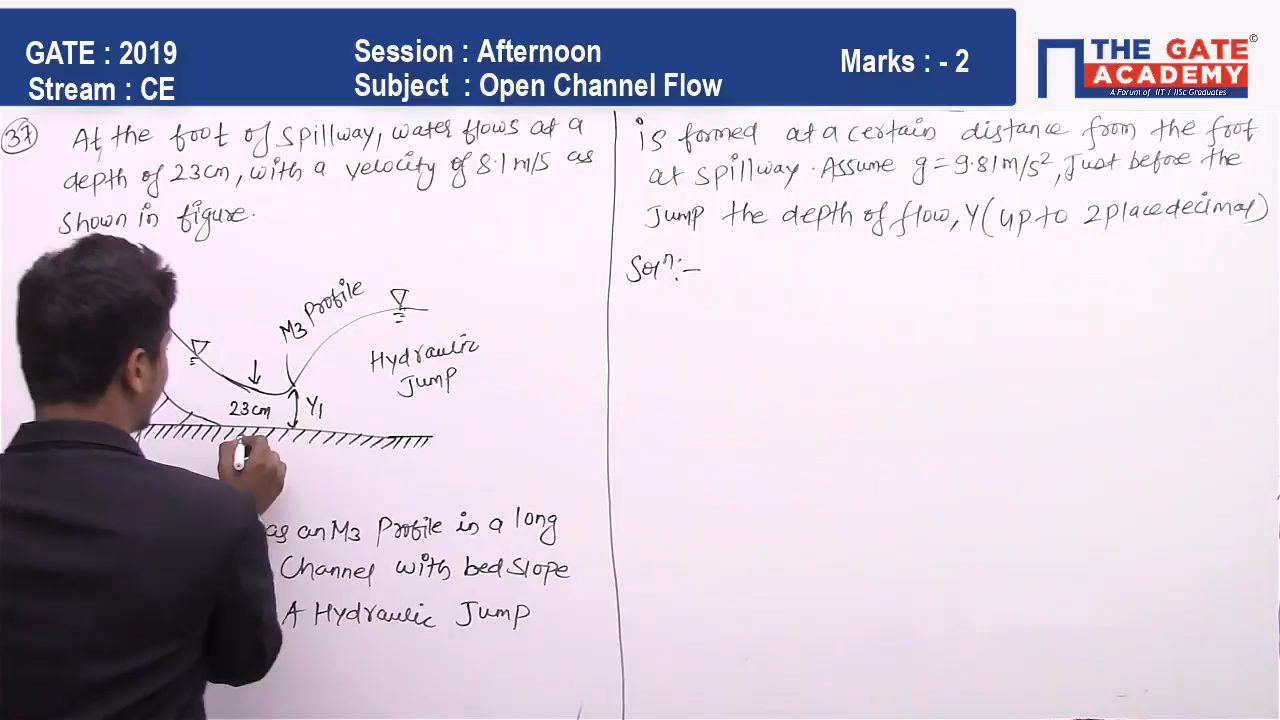 GATE : 2019
Stream : CE
Session : Afternoon
Subject : Open Channel Flow
Marks : - 2
THE GATE
ACADEMY
©
A Forum of IIT / IISc Graduates
37 At the foot of spillway, water flows at a
depth of 23cm, with a velocity of 8.1 m/s as
shown in figure.
M3 Profile
Hydraulic
Jump
23cm
Y1
as an M3 Profile in a long
Channel with bed slope
A Hydraulic Jump
is formed at a certain distance from the foot
at spillway. Assume g=9.81m/s², Just before the
Jump the depth of flow, Y (up to 2 place decimal)
Solⁿ:-